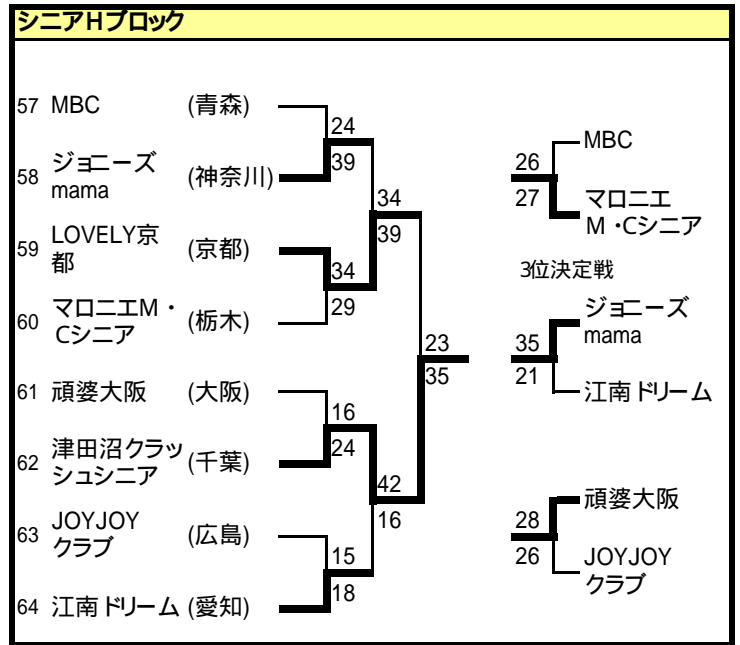 シニアHブロック
57 MBC (青森)
58 ジョニーズ
mama (神奈川)
59 LOVELY京
都 (京都)
60 マロニエM・
Cシニア (栃木)
61 頑婆大阪 (大阪)
62 津田沼クラッ
シュシニア (千葉)
63 JOYJOY
クラブ (広島)
64 江南ドリーム (愛知)
24
39
34
29
16
24
15
18
34
39
42
16
23
35
MBC
26
27
マロニエ
M・Cシニア
3位決定戦
ジョニーズ
mama
35
21
江南ドリーム
頑婆大阪
28
26
JOYJOY
クラブ